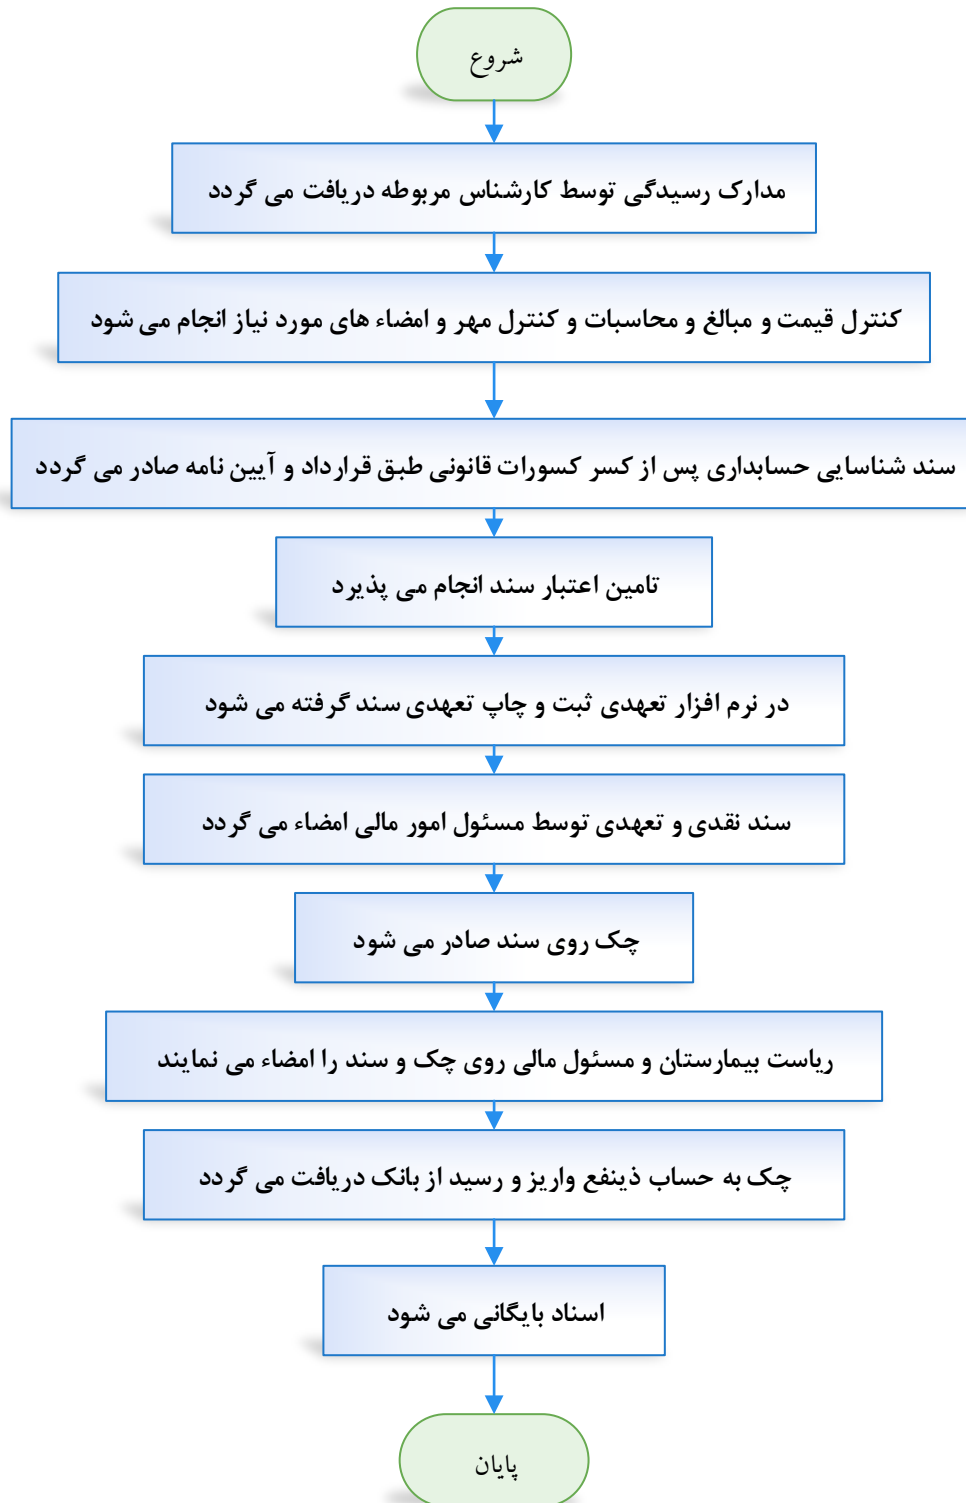 شروع
مدارک رسیدگی توسط کارشناس مربوطه دریافت می گردد
کنترل قیمت و مبالغ و محاسبات و کنترل مهر و امضاء های مورد نیاز انجام می شود
سند شناسایی حسابداری پس از کسر کسورات قانونی طبق قرارداد و آیین نامه صادر می گردد
تامین اعتبار سند انجام می پذیرد
در نرم افزار تعهدی ثبت و چاپ تعهدی سند گرفته می شود
سند نقدی و تعهدی توسط مسئول امور مالی امضاء می گردد
چک روی سند صادر می شود
ریاست بیمارستان و مسئول مالی روی چک و سند را امضاء می نمایند
چک به حساب ذینفع واریز و رسید از بانک دریافت می گردد
اسناد بایگانی می شود
پایان